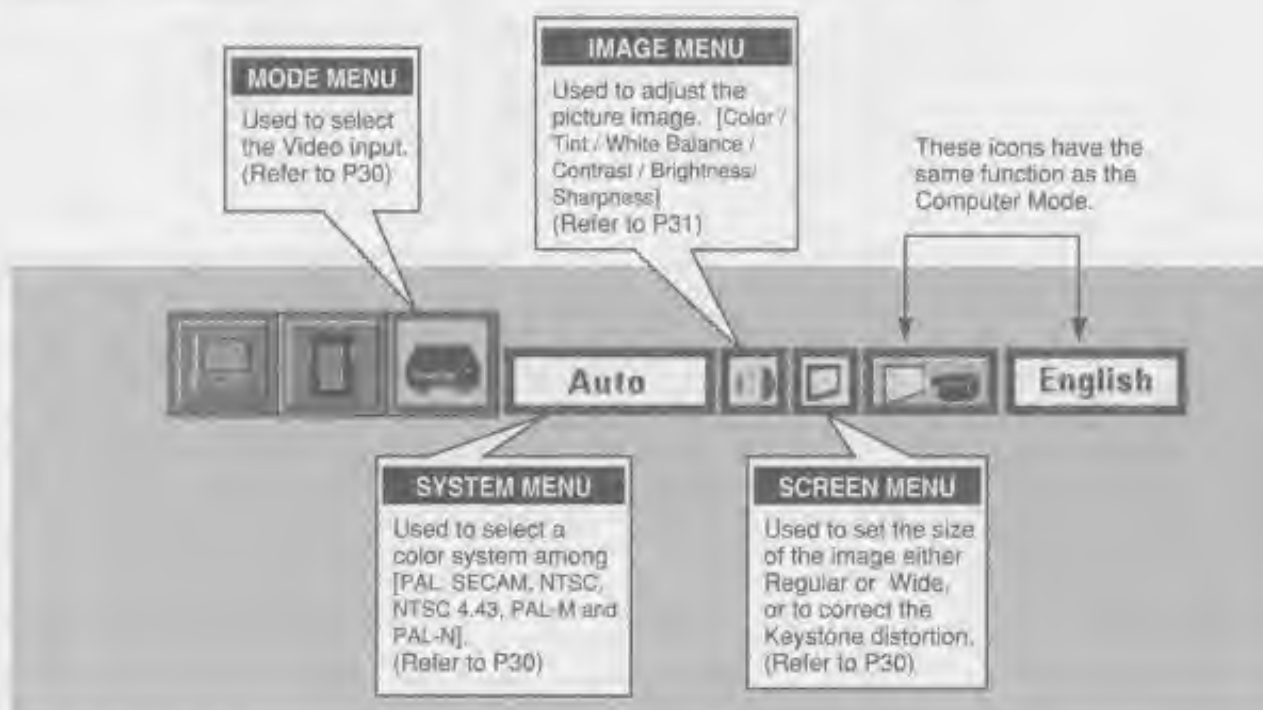 MODE MENU
Used to select
the Video input.
(Refer to P30)
IMAGE MENU
Used to adjust the
picture image. [Color /
Tint / White Balance /
Contrast / Brightness/
Sharpness]
(Refer to P31)
These icons have the
same function as the
Computer Mode.
Auto
English
SYSTEM MENU
Used to select a
color system among
[PAL, SECAM, NTSC,
NTSC 4.43, PAL-M and
PAL-N].
(Refer to P30)
SCREEN MENU
Used to set the size
of the image either
Regular or Wide,
or to correct the
Keystone distortion.
(Refer to P30)